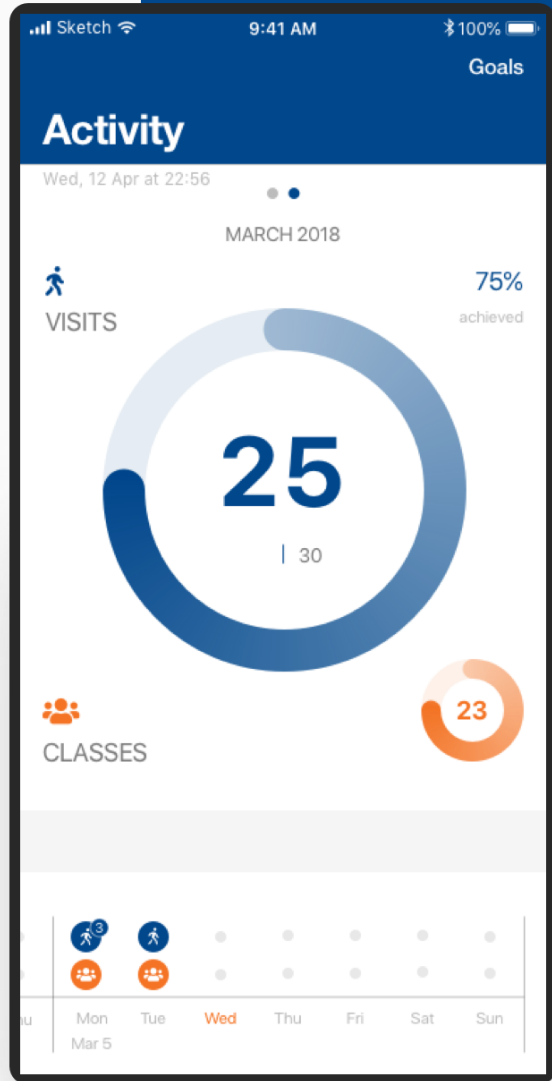 Sketch 9:41 AM 100%
Goals
Activity
Wed, 12 Apr at 22:56
MARCH 2018
75%
VISITS achieved
25
| 30
23
CLASSES
3
Mon Tue Wed Thu Fri Sat Sun
Mar 5